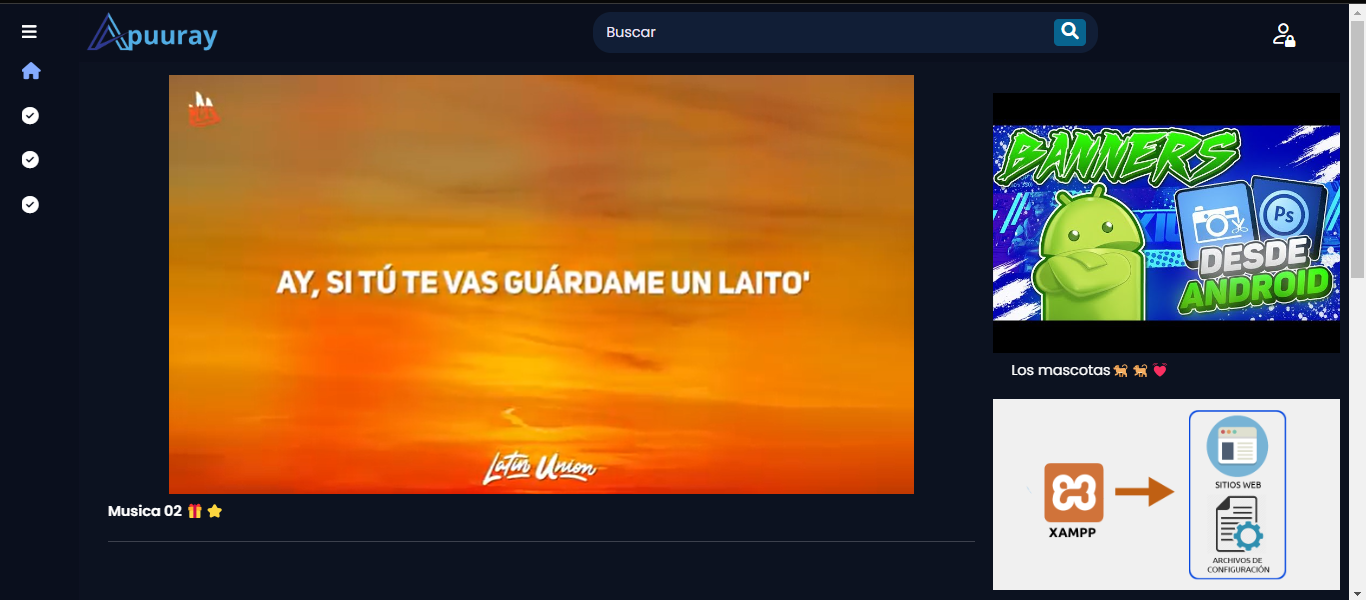 Apuuray
Buscar
AY, SI TÚ TE VAS GUÁRDAME UN LAITO'
Latin Union
Musica 02 🎁 ⭐
BANNERS
Ps
DESDE
ANDROID
Los mascotas 🐕 🐕 💓
XAMPP
SITIOS WEB
ARCHIVOS DE
CONFIGURACIÓN